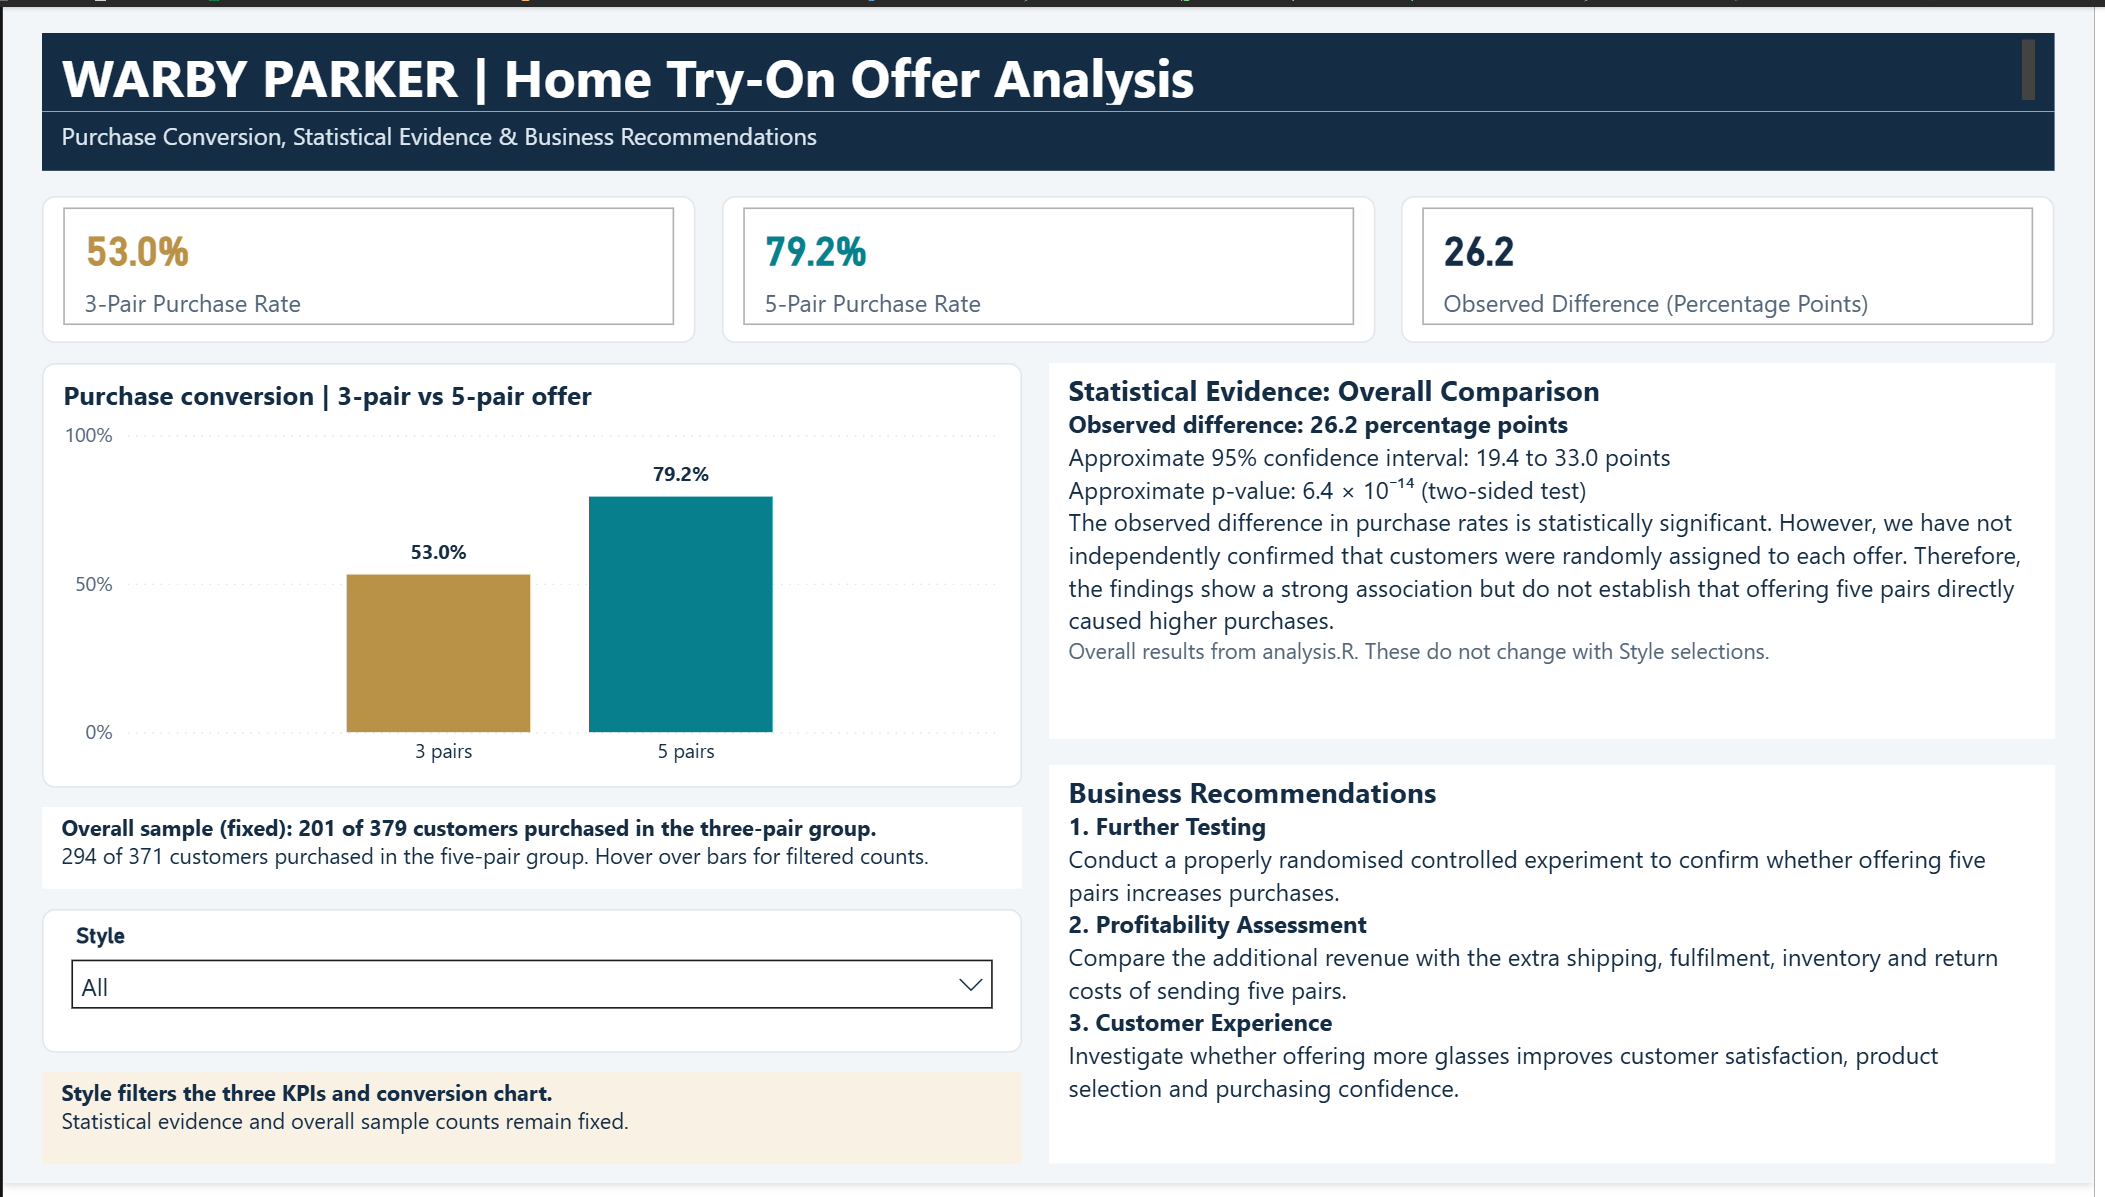 WARBY PARKER | Home Try-On Offer Analysis
Purchase Conversion, Statistical Evidence & Business Recommendations
53.0%
3-Pair Purchase Rate
79.2%
5-Pair Purchase Rate
26.2
Observed Difference (Percentage Points)
Purchase conversion | 3-pair vs 5-pair offer
100%
79.2%
53.0%
50%
0%
3 pairs
5 pairs
Overall sample (fixed): 201 of 379 customers purchased in the three-pair group.
294 of 371 customers purchased in the five-pair group. Hover over bars for filtered counts.
Style
All
Style filters the three KPIs and conversion chart.
Statistical evidence and overall sample counts remain fixed.
Statistical Evidence: Overall Comparison
Observed difference: 26.2 percentage points
Approximate 95% confidence interval: 19.4 to 33.0 points
Approximate p-value: 6.4 × 10⁻¹⁴ (two-sided test)
The observed difference in purchase rates is statistically significant. However, we have not
independently confirmed that customers were randomly assigned to each offer. Therefore,
the findings show a strong association but do not establish that offering five pairs directly
caused higher purchases.
Overall results from analysis.R. These do not change with Style selections.
Business Recommendations
1. Further Testing
Conduct a properly randomised controlled experiment to confirm whether offering five
pairs increases purchases.
2. Profitability Assessment
Compare the additional revenue with the extra shipping, fulfilment, inventory and return
costs of sending five pairs.
3. Customer Experience
Investigate whether offering more glasses improves customer satisfaction, product
selection and purchasing confidence.